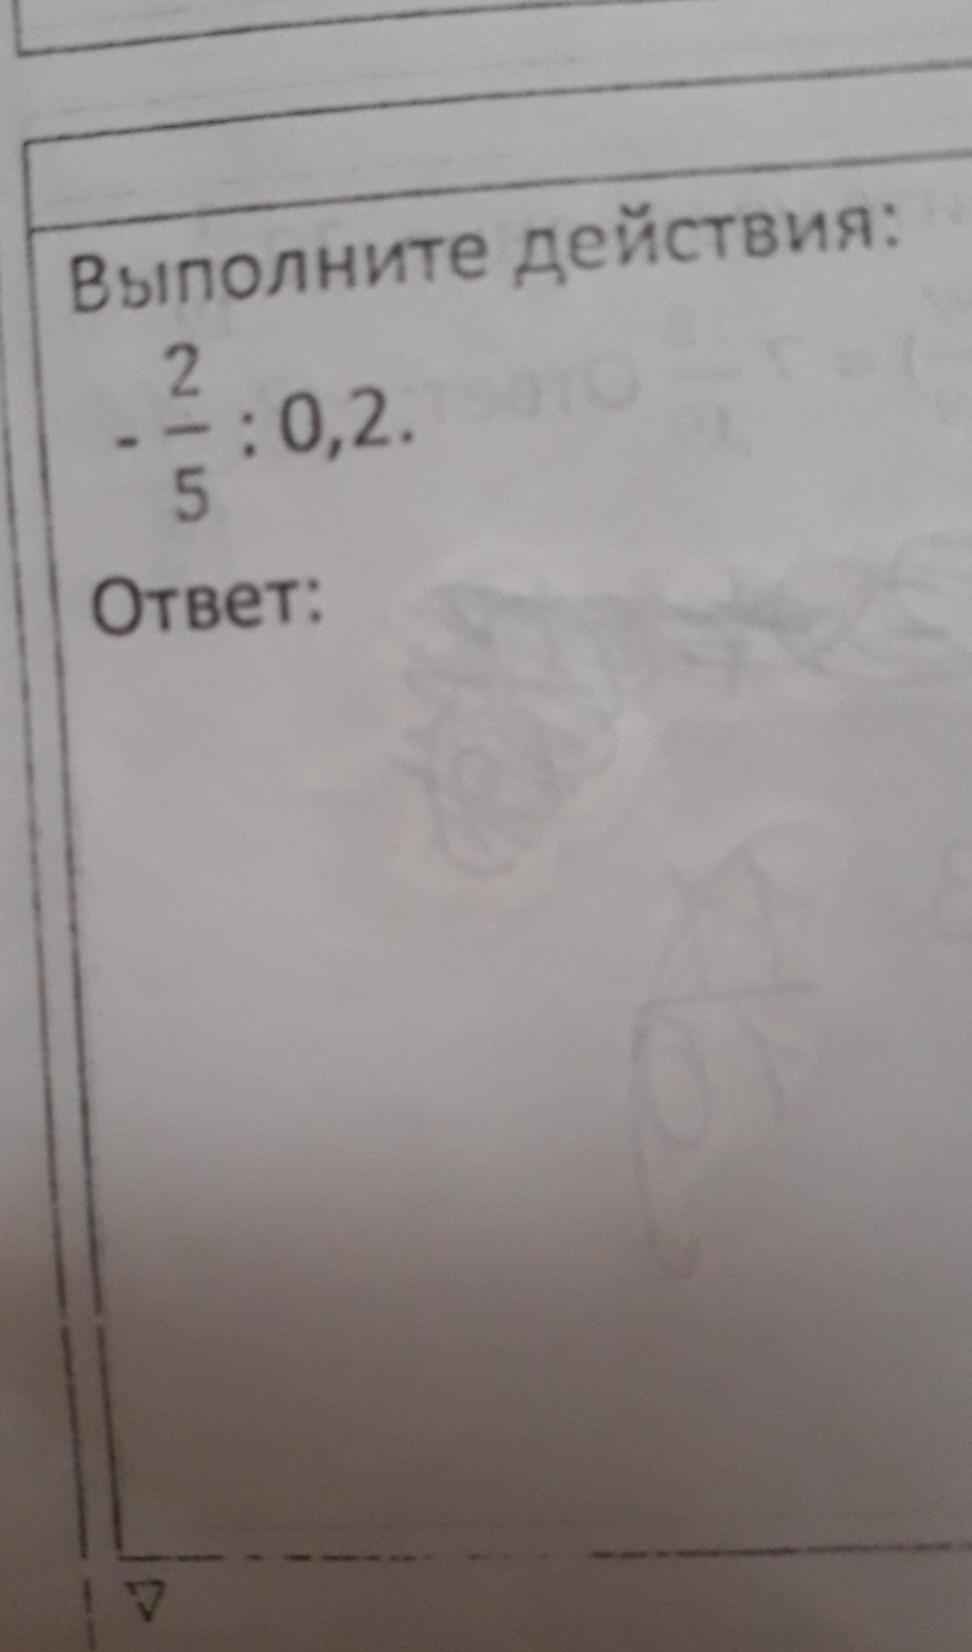 Выполните действия:
- 2/5 : 0,2.
Ответ: